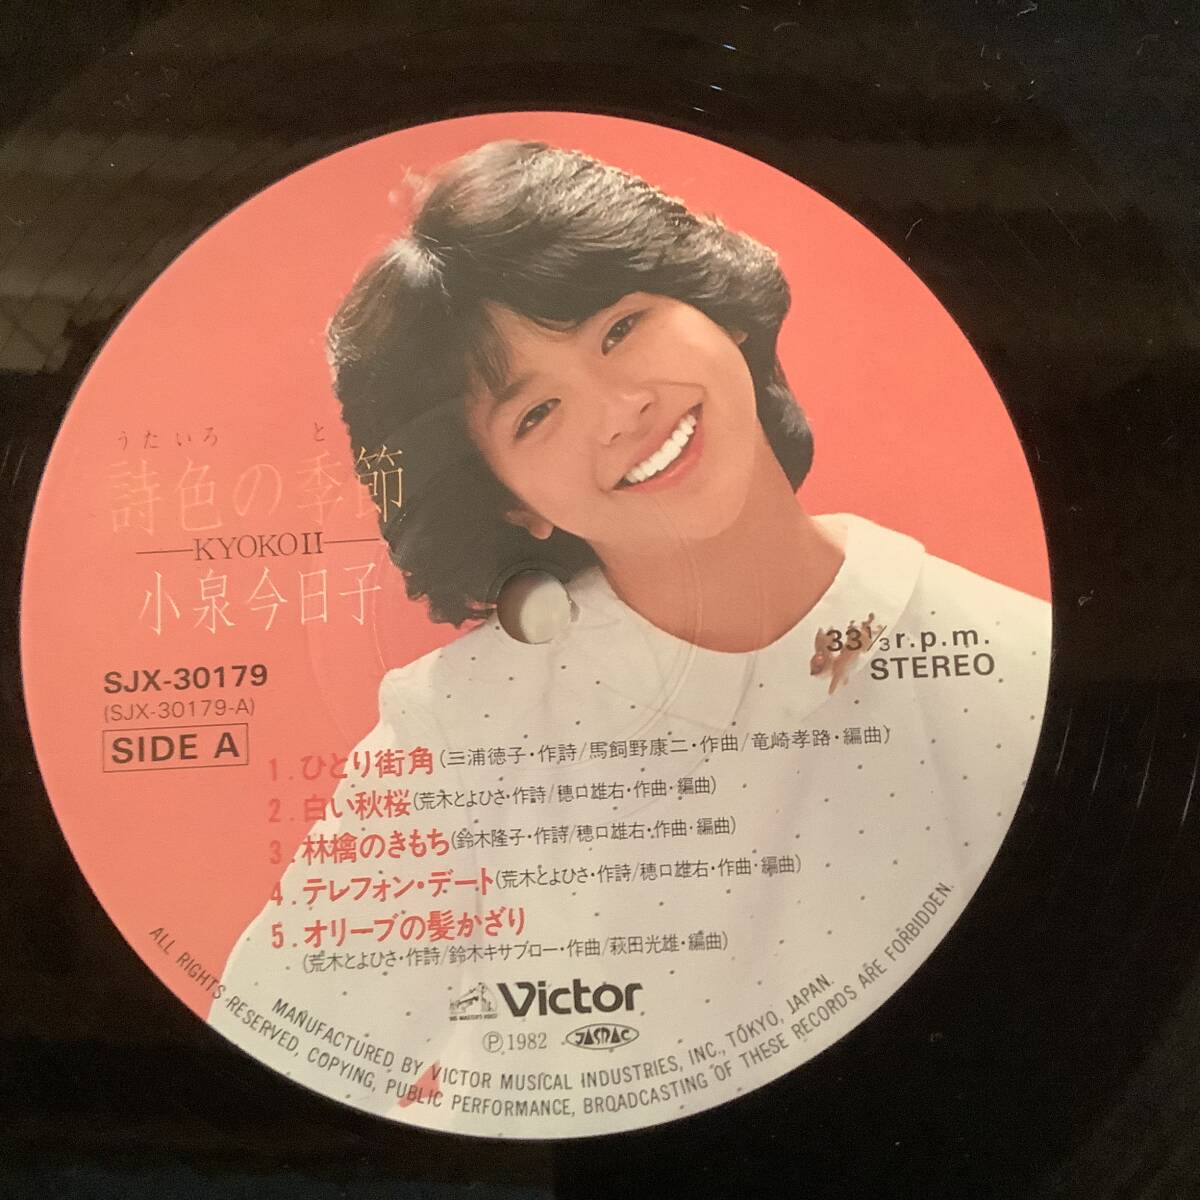 うたいろ と
詩色の季節
KYOKO II
小泉今日子
SJX-30179
(SJX-30179-A)
SIDE A
33 1/3 r.p.m.
STEREO
1. ひとり街角(三浦徳子・作詩/馬飼野康二・作曲/竜崎孝路・編曲)
2. 白い秋桜(荒木とよひさ・作詩/穂口雄右・作曲・編曲)
3. 林檎のきもち(鈴木隆子・作詩/穂口雄右・作曲・編曲)
4. テレフォン・デート(荒木とよひさ・作詩/穂口雄右・作曲・編曲)
5. オリーブの髪かざり
(荒木とよひさ・作詩/鈴木キサブロー・作曲/萩田光雄・編曲)
HIS MASTER'S VOICE
Victor
Ⓟ1982 JASRAC
MANUFACTURED BY VICTOR MUSICAL INDUSTRIES, INC., TOKYO, JAPAN.
ALL RIGHTS RESERVED, COPYING, PUBLIC PERFORMANCE, BROADCASTING OF THESE RECORDS ARE FORBIDDEN.